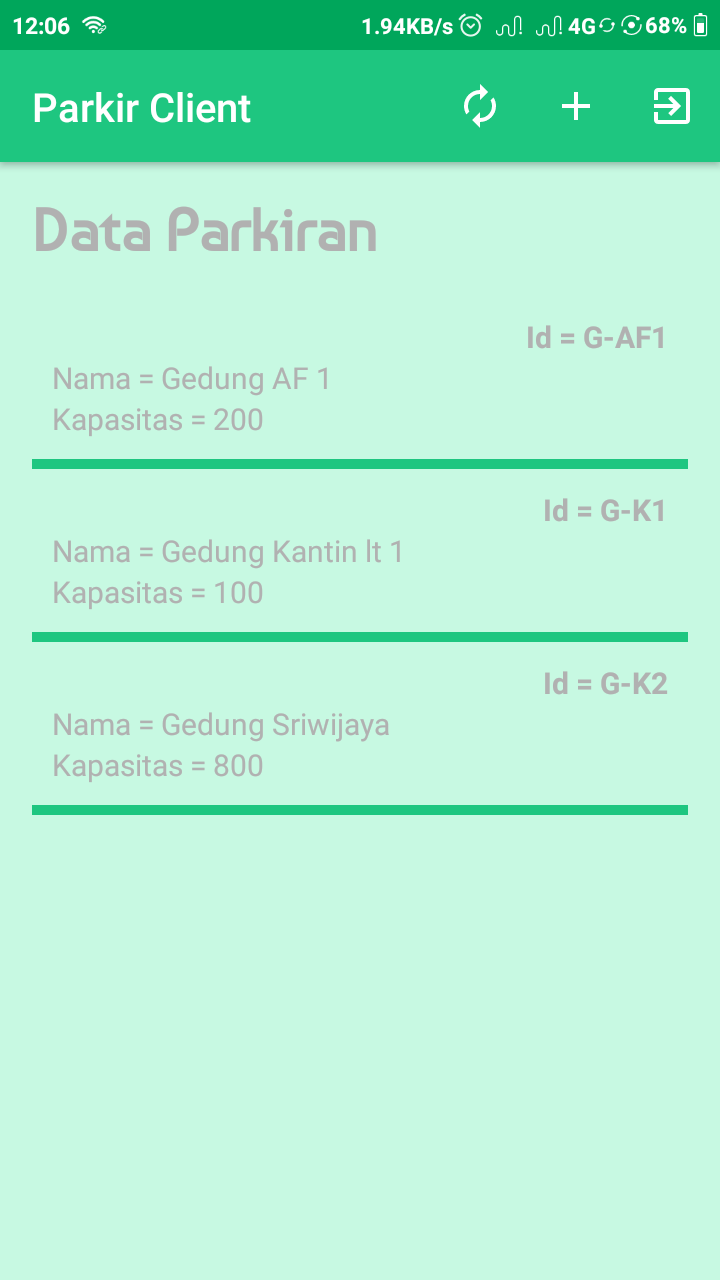 12:06 1.94KB/s 4G 68%
Parkir Client
Data Parkiran
Id = G-AF1
Nama = Gedung AF 1
Kapasitas = 200
Id = G-K1
Nama = Gedung Kantin lt 1
Kapasitas = 100
Id = G-K2
Nama = Gedung Sriwijaya
Kapasitas = 800